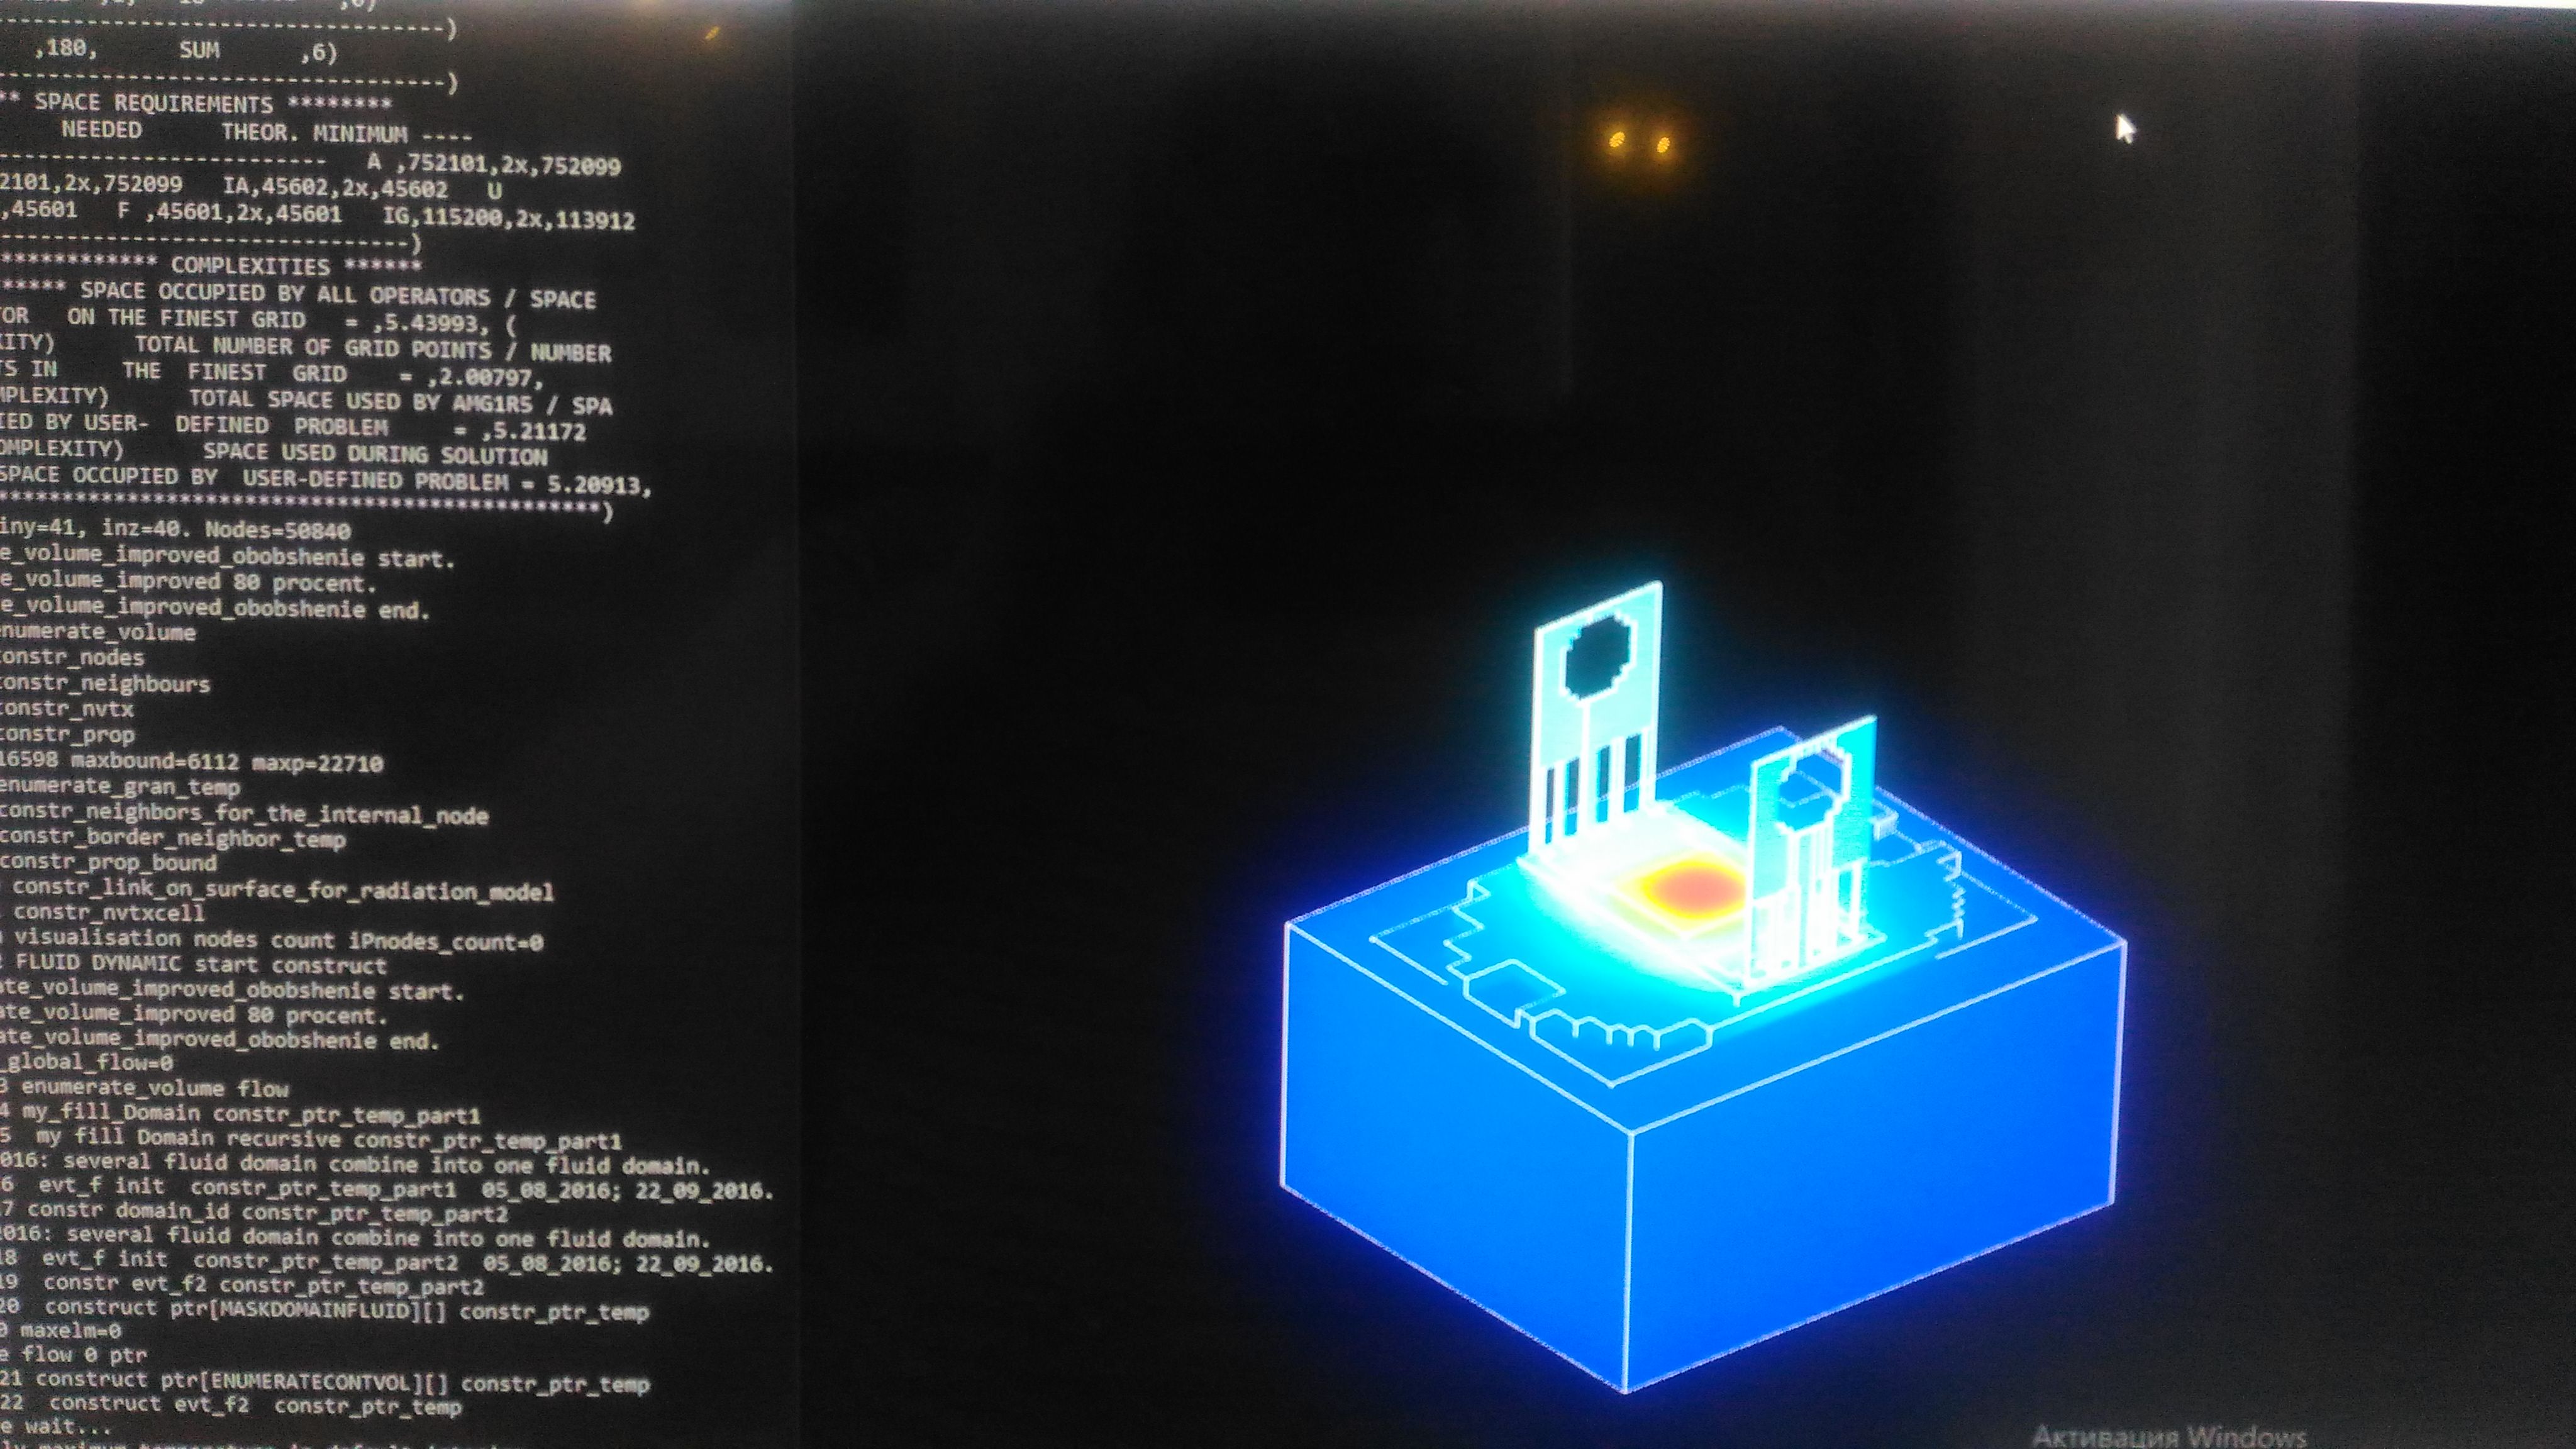 --------------------------------)
,180, SUM ,6)
--------------------------------)
** SPACE REQUIREMENTS ********
NEEDED THEOR. MINIMUM ----
------------------------- A ,752101,2x,752099
2101,2x,752099 IA,45602,2x,45602 U
,45601 F ,45601,2x,45601 IG,115200,2x,113912
-------------------------------)
************ COMPLEXITIES ******
***** SPACE OCCUPIED BY ALL OPERATORS / SPACE
OR ON THE FINEST GRID = ,5.43993, (
XITY) TOTAL NUMBER OF GRID POINTS / NUMBER
TS IN THE FINEST GRID = ,2.00797,
MPLEXITY) TOTAL SPACE USED BY AMG1R5 / SPA
IED BY USER- DEFINED PROBLEM = ,5.21172
OMPLEXITY) SPACE USED DURING SOLUTION
SPACE OCCUPIED BY USER-DEFINED PROBLEM = 5.20913,
***********************************************)
iny=41, inz=40. Nodes=50840
e_volume_improved_obobshenie start.
e_volume_improved 80 procent.
e_volume_improved_obobshenie end.
enumerate_volume
constr_nodes
constr_neighbours
constr_nvtx
constr_prop
16598 maxbound=6112 maxp=22710
enumerate_gran_temp
constr_neighbors_for_the_internal_node
constr_border_neighbor_temp
constr_prop_bound
constr_link_on_surface_for_radiation_model
constr_nvtxcell
visualisation nodes count iPnodes_count=0
FLUID DYNAMIC start construct
ate_volume_improved_obobshenie start.
ate_volume_improved 80 procent.
ate_volume_improved_obobshenie end.
_global_flow=0
3 enumerate_volume flow
4 my_fill_Domain constr_ptr_temp_part1
5 my fill Domain recursive constr_ptr_temp_part1
016: several fluid domain combine into one fluid domain.
6 evt_f init constr_ptr_temp_part1 05_08_2016; 22_09_2016.
7 constr domain_id constr_ptr_temp_part2
2016: several fluid domain combine into one fluid domain.
18 evt_f init constr_ptr_temp_part2 05_08_2016; 22_09_2016.
19 constr evt_f2 constr_ptr_temp_part2
20 construct ptr[MASKDOMAINFLUID][] constr_ptr_temp
0 maxelm=0
e flow 0 ptr
21 construct ptr[ENUMERATECONTVOL][] constr_ptr_temp
22 construct evt_f2 constr_ptr_temp
e wait...
Активация Windows